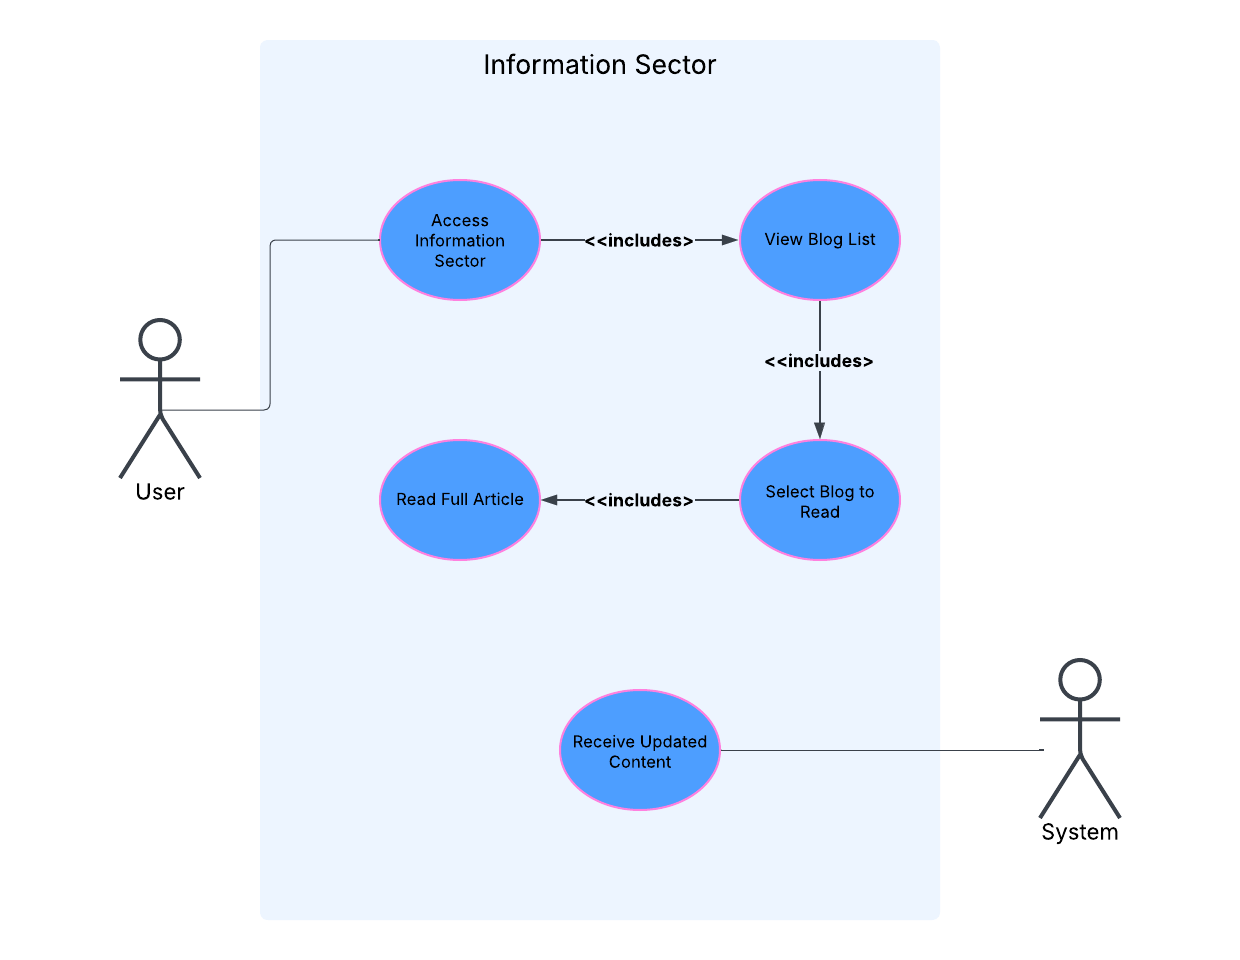 Information Sector
Access
Information
Sector
<<includes>
View Blog List
<<includes>
User
Read Full Article
<<includes>
Select Blog to
Read
Receive Updated
Content
System